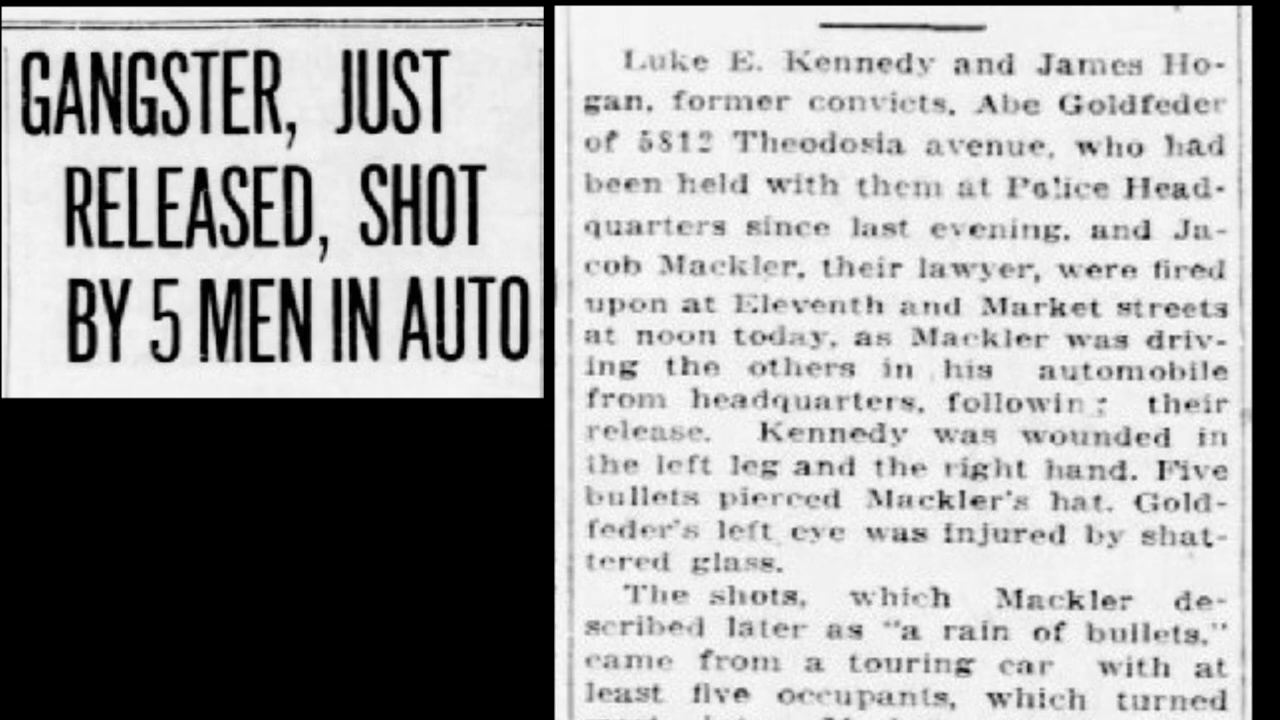 GANGSTER, JUST
RELEASED, SHOT
BY 5 MEN IN AUTO
Luke E. Kennedy and James Ho-
gan, former convicts, Abe Goldfeder
of 5812 Theodosia avenue, who had
been held with them at Police Head-
quarters since last evening, and Ja-
cob Mackler, their lawyer, were fired
upon at Eleventh and Market streets
at noon today, as Mackler was driv-
ing the others in his automobile
from headquarters, followin; their
release. Kennedy was wounded in
the left leg and the right hand. Five
bullets pierced Mackler's hat. Gold-
feder's left eye was injured by shat-
tered glass.
The shots, which Mackler de-
scribed later as "a rain of bullets,"
came from a touring car with at
least five occupants, which turned